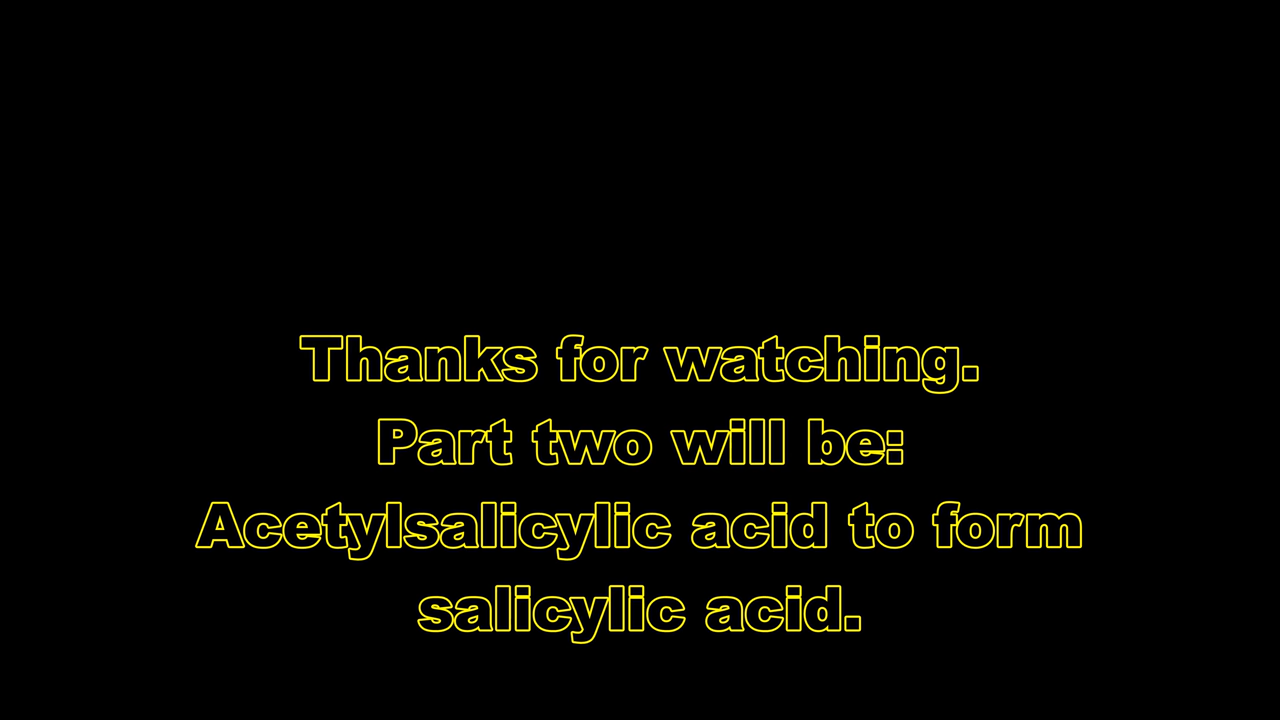 Thanks for watching.
Part two will be:
Acetylsalicylic acid to form
salicylic acid.